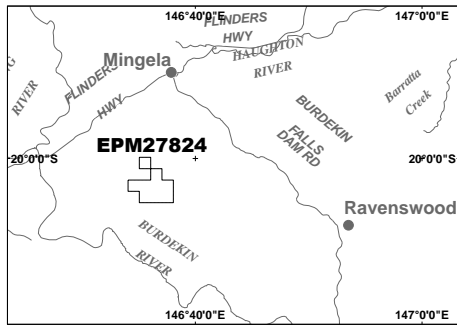 146°40'0"E
147°0'0"E
FLINDERS
HWY
HAUGHTON
RIVER
Mingela
FLINDERS
HWY
RIVER
Barratta
Creek
BURDEKIN
FALLS
DAM RD
20°0'0"S
EPM27824
20°0'0"S
Ravenswood
BURDEKIN
RIVER
146°40'0"E
147°0'0"E